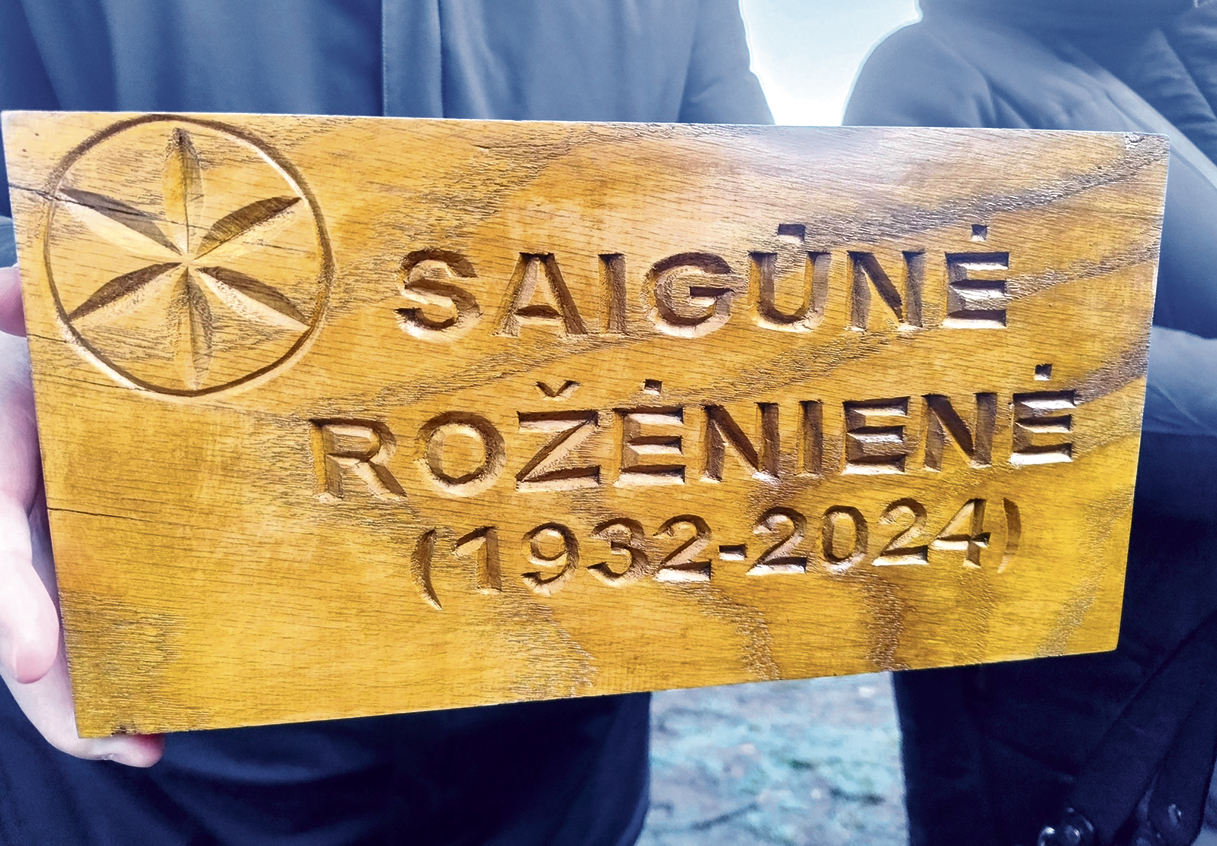 SAIGŪNĖ
ROŽĖNIENĖ
(1932-2024)